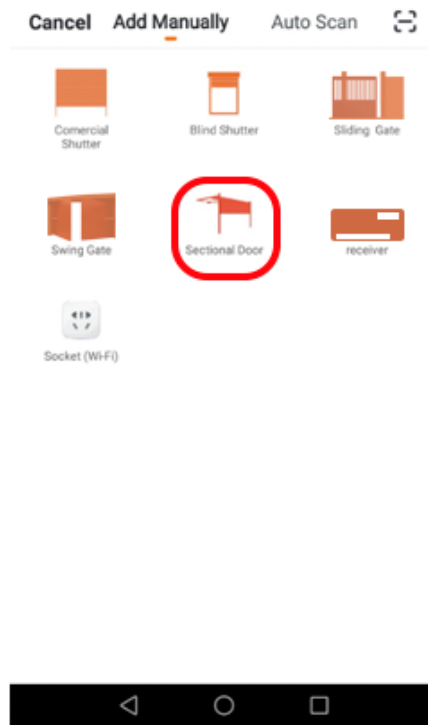 Cancel Add Manually Auto Scan
Comercial
Shutter
Blind Shutter
Sliding Gate
Swing Gate
Sectional Door
receiver
Socket (Wi-Fi)